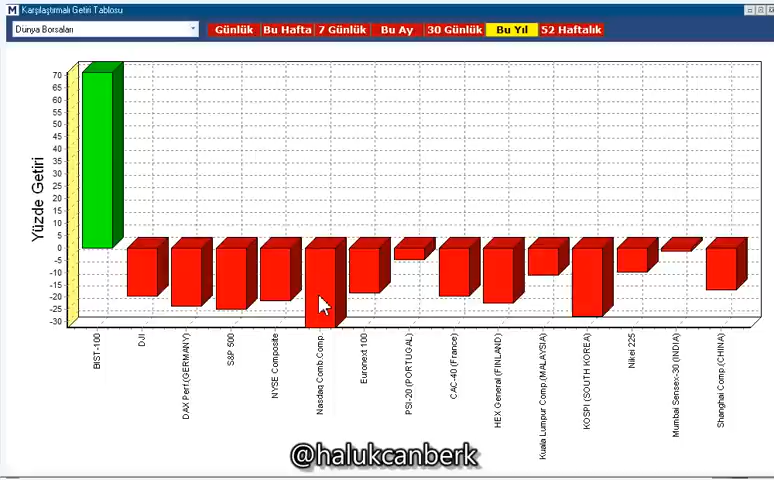 M Karşılaştırmalı Getiri Tablosu
Dünya Borsaları
Günlük Bu Hafta 7 Günlük Bu Ay 30 Günlük Bu Yıl 52 Haftalık
Yüzde Getiri
70
65
60
55
50
45
40
35
30
25
20
15
10
5
0
-5
-10
-15
-20
-25
-30
BIST-100
DJI
DAX Perf.(GERMANY)
S&P 500
NYSE Composite
Nasdaq Comb.Comp.
Euronext 100
PSI-20 (PORTUGAL)
CAC-40 (France)
HEX General (FINLAND)
Kuala Lumpur Comp.(MALAYSIA)
KOSPI (SOUTH KOREA)
Nikei 225
Mumbai Sensex-30 (INDIA)
Shanghai Comp.(CHINA)
@halukcanberk